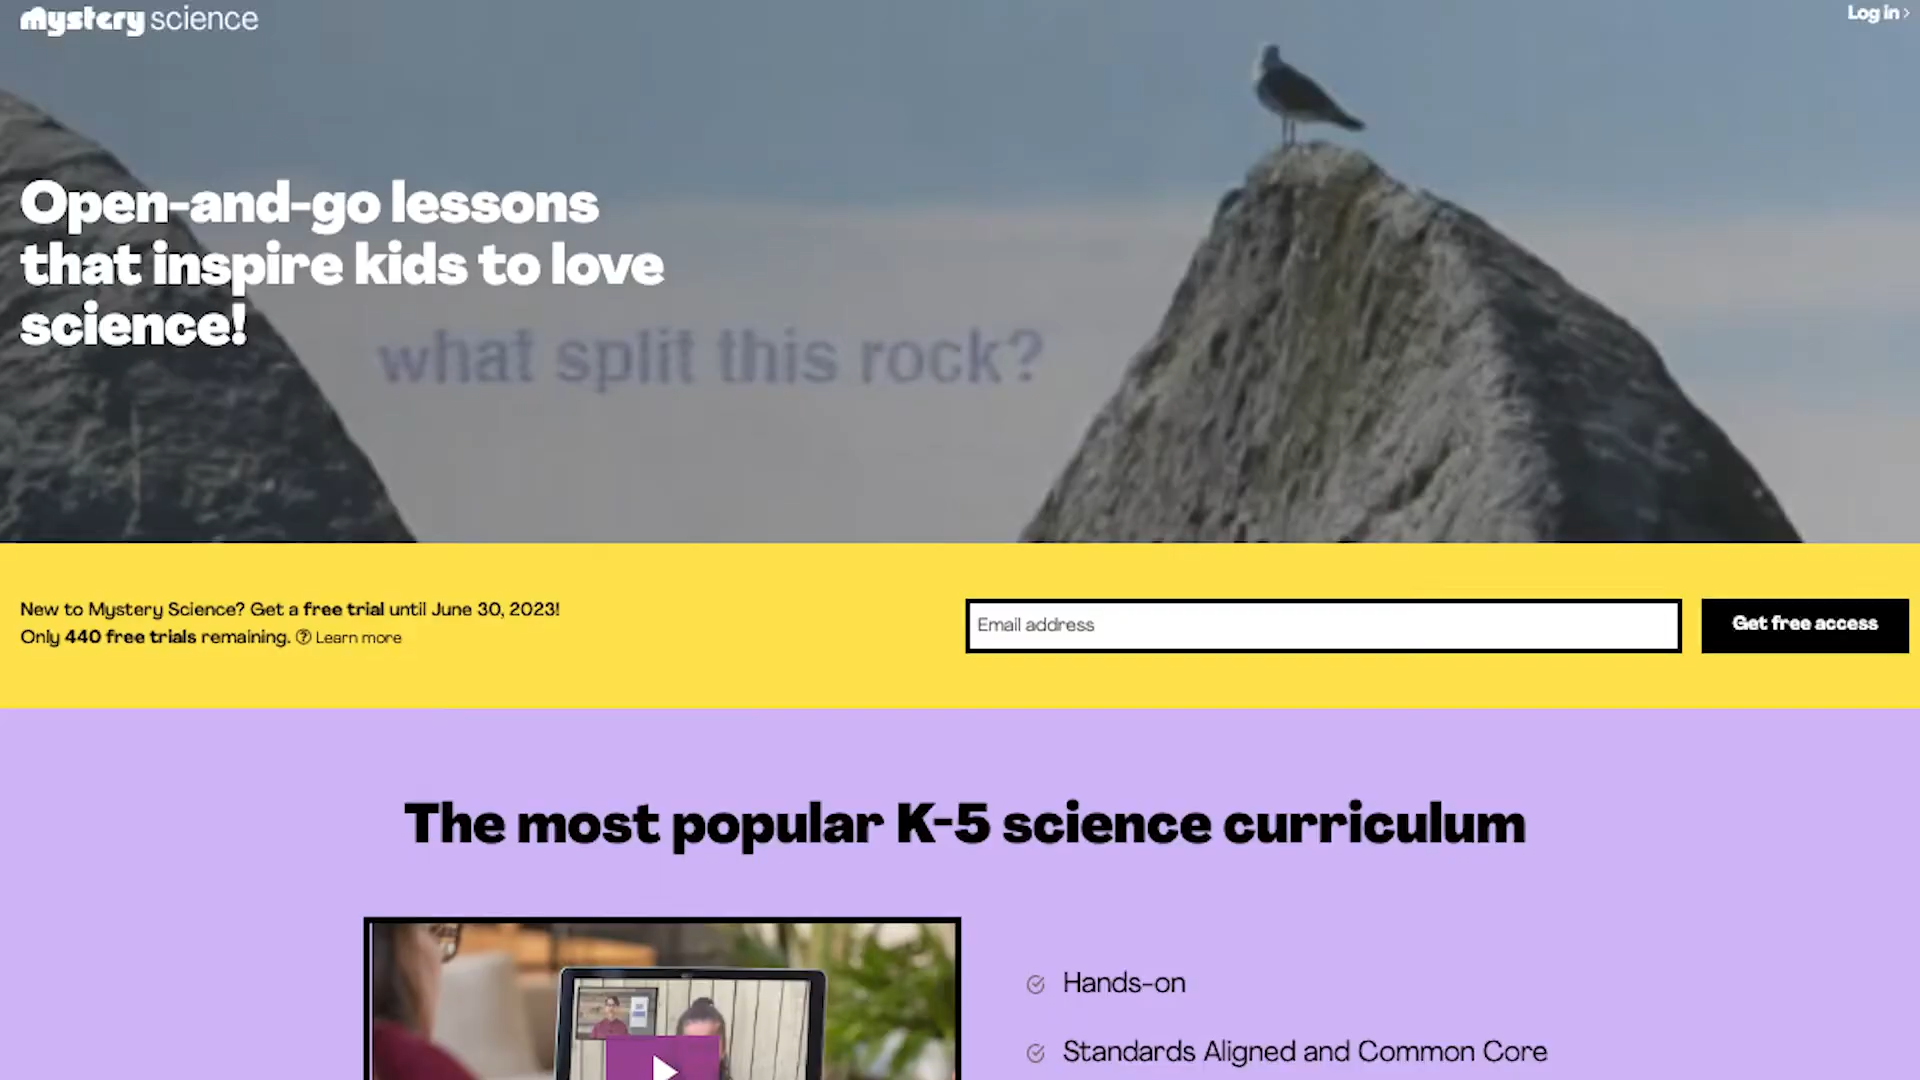 mystery science
Log in ›
Open-and-go lessons
that inspire kids to love
science!
what split this rock?
New to Mystery Science? Get a free trial until June 30, 2023!
Only 440 free trials remaining. ? Learn more
Email address
Get free access
The most popular K-5 science curriculum
Hands-on
Standards Aligned and Common Core